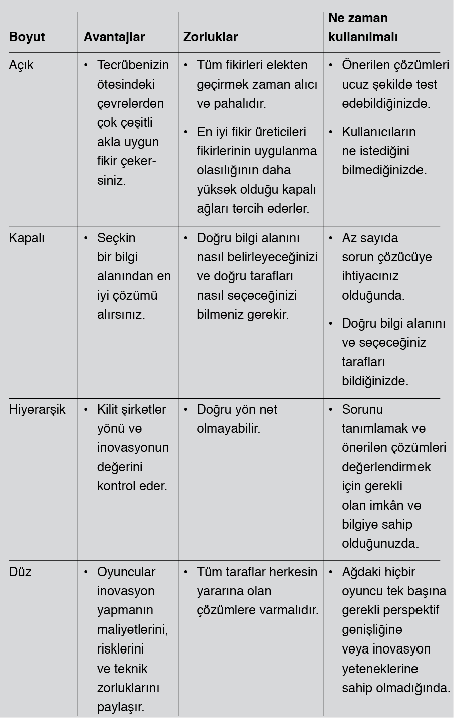 Boyut
Avantajlar
Zorluklar
Ne zaman
kullanılmalı
Açık
• Tecrübenizin
ötesindeki
çevrelerden
çok çeşitli
akla uygun
fikir çeker-
siniz.
• Tüm fikirleri elekten
geçirmek zaman alıcı
ve pahalıdır.
• En iyi fikir üreticileri
fikirlerinin uygulanma
olasılığının daha
yüksek olduğu kapalı
ağları tercih ederler.
• Önerilen çözümleri
ucuz şekilde test
edebildiğinizde.
• Kullanıcıların
ne istediğini
bilmediğinizde.
Kapalı
• Seçkin
bir bilgi
alanından en
iyi çözümü
alırsınız.
• Doğru bilgi alanını
nasıl belirleyeceğinizi
ve doğru tarafları
nasıl seçeceğinizi
bilmeniz gerekir.
• Az sayıda
sorun çözücüye
ihtiyacınız
olduğunda.
• Doğru bilgi alanını
ve seçeceğiniz
tarafları
bildiğinizde.
Hiyerarşik
• Kilit şirketler
yönü ve
inovasyonun
değerini
kontrol eder.
• Doğru yön net
olmayabilir.
• Sorunu
tanımlamak ve
önerilen çözümleri
değerlendirmek
için gerekli
olan imkân ve
bilgiye sahip
olduğunuzda.
Düz
• Oyuncular
inovasyon
yapmanın
maliyetlerini,
risklerini
ve teknik
zorluklarını
paylaşır.
• Tüm taraflar herkesin
yararına olan
çözümlere varmalıdır.
• Ağdaki hiçbir
oyuncu tek başına
gerekli perspektif
genişliğine
veya inovasyon
yeteneklerine
sahip olmadığında.